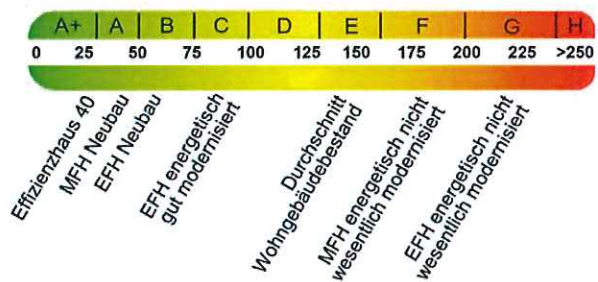 A+ A B C D E F G H
0 25 50 75 100 125 150 175 200 225 >250
Effizienzhaus 40
MFH Neubau
EFH Neubau
EFH energetisch
gut modernisiert
Durchschnitt
Wohngebäudebestand
MFH energetisch nicht
wesentlich modernisiert
EFH energetisch nicht
wesentlich modernisiert